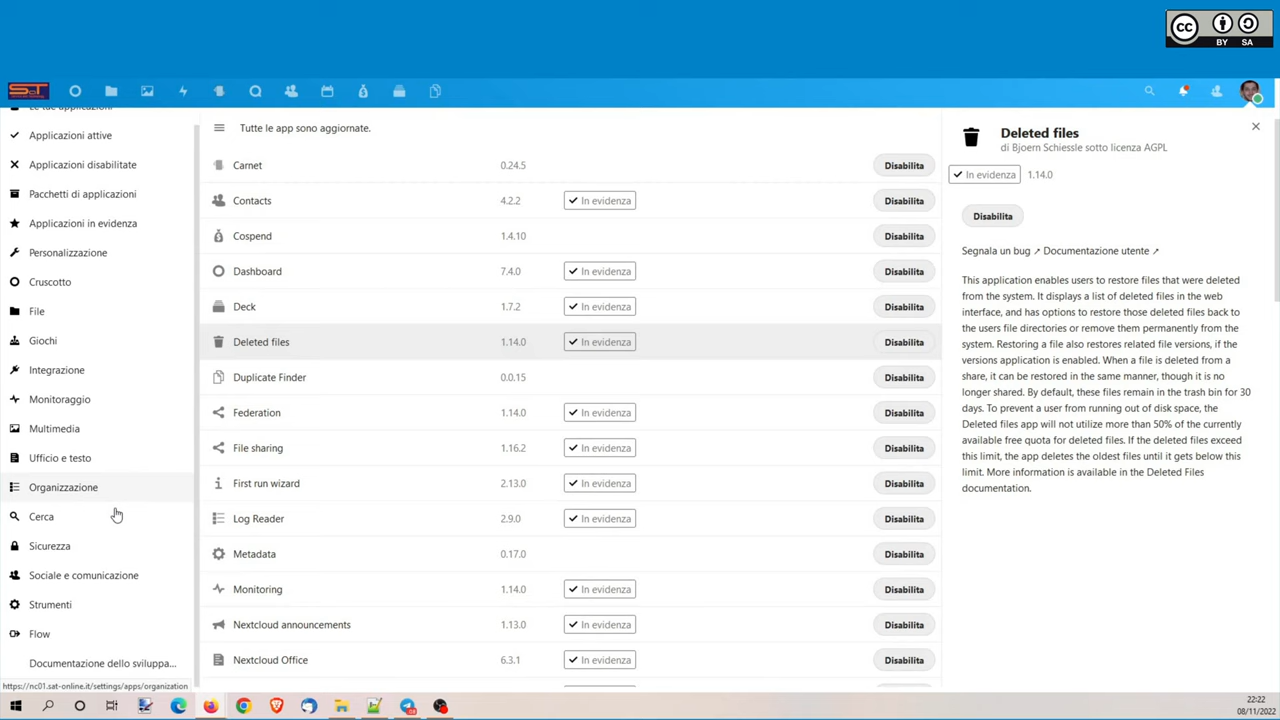 CC BY SA
S&T
Le tue applicazioni
Applicazioni attive
Applicazioni disabilitate
Pacchetti di applicazioni
Applicazioni in evidenza
Personalizzazione
Cruscotto
File
Giochi
Integrazione
Monitoraggio
Multimedia
Ufficio e testo
Organizzazione
Cerca
Sicurezza
Sociale e comunicazione
Strumenti
Flow
Documentazione dello sviluppa...
https://nc01.sat-online.it/settings/apps/organization
Tutte le app sono aggiornate.
Carnet 0.24.5 Disabilita
Contacts 4.2.2 In evidenza Disabilita
Cospend 1.4.10 Disabilita
Dashboard 7.4.0 In evidenza Disabilita
Deck 1.7.2 In evidenza Disabilita
Deleted files 1.14.0 In evidenza Disabilita
Duplicate Finder 0.0.15 Disabilita
Federation 1.14.0 In evidenza Disabilita
File sharing 1.16.2 In evidenza Disabilita
First run wizard 2.13.0 In evidenza Disabilita
Log Reader 2.9.0 In evidenza Disabilita
Metadata 0.17.0 Disabilita
Monitoring 1.14.0 In evidenza Disabilita
Nextcloud announcements 1.13.0 In evidenza Disabilita
Nextcloud Office 6.3.1 In evidenza Disabilita
Deleted files
di Bjoern Schiessle sotto licenza AGPL
In evidenza 1.14.0
Disabilita
Segnala un bug ↗ Documentazione utente ↗
This application enables users to restore files that were deleted
from the system. It displays a list of deleted files in the web
interface, and has options to restore those deleted files back to
the users file directories or remove them permanently from the
system. Restoring a file also restores related file versions, if the
versions application is enabled. When a file is deleted from a
share, it can be restored in the same manner, though it is no
longer shared. By default, these files remain in the trash bin for 30
days. To prevent a user from running out of disk space, the
Deleted files app will not utilize more than 50% of the currently
available free quota for deleted files. If the deleted files exceed
this limit, the app deletes the oldest files until it gets below this
limit. More information is available in the Deleted Files
documentation.
22:22
08/11/2022